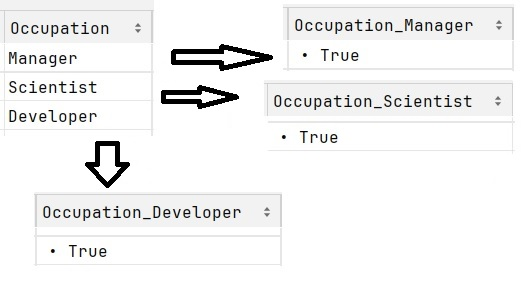 Occupation
Manager
Scientist
Developer
Occupation_Manager
• True
Occupation_Scientist
• True
Occupation_Developer
• True